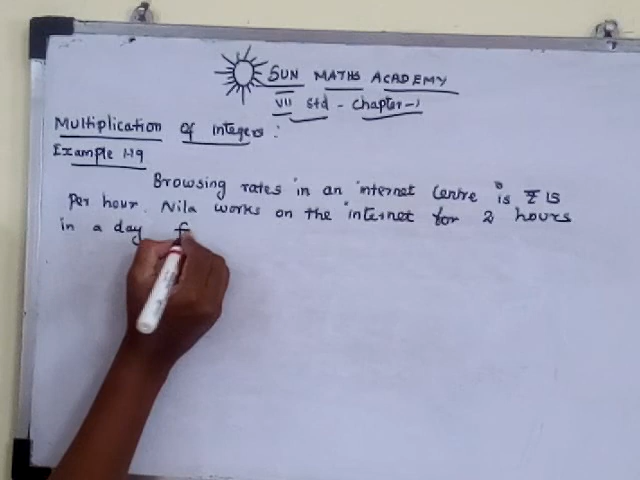 SUN MATHS ACADEMY
VII Std - Chapter-1
Multiplication of integers:
Example 1.19
Browsing rates in an internet Centre is ₹ 15
Per hour. Nila works on the internet for 2 hours
in a day f